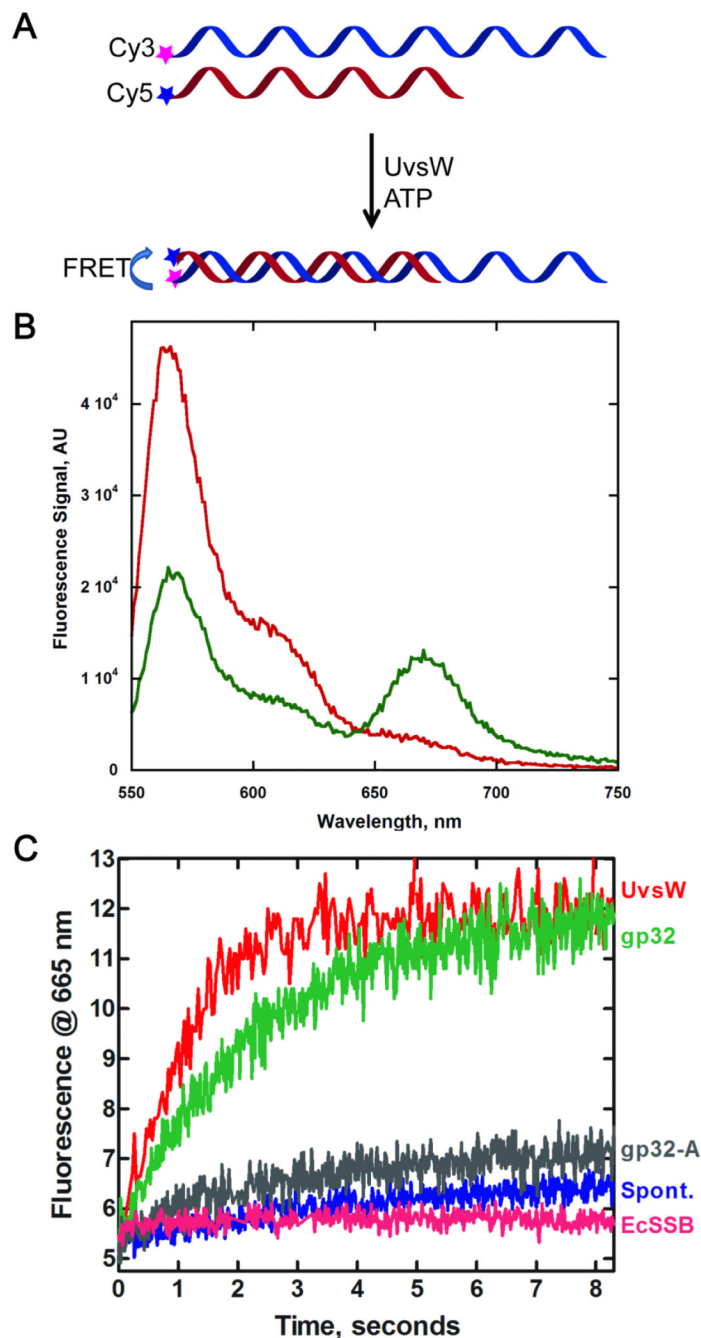 A
Cy3
Cy5
UvsW
ATP
FRET
B
Fluorescence Signal, AU
4 10⁴
3 10⁴
2 10⁴
1 10⁴
0
550 600 650 700 750
Wavelength, nm
C
Fluorescence @ 665 nm
13
12
11
10
9
8
7
6
5
UvsW
gp32
gp32-A
Spont.
EcSSB
0 1 2 3 4 5 6 7 8
Time, seconds